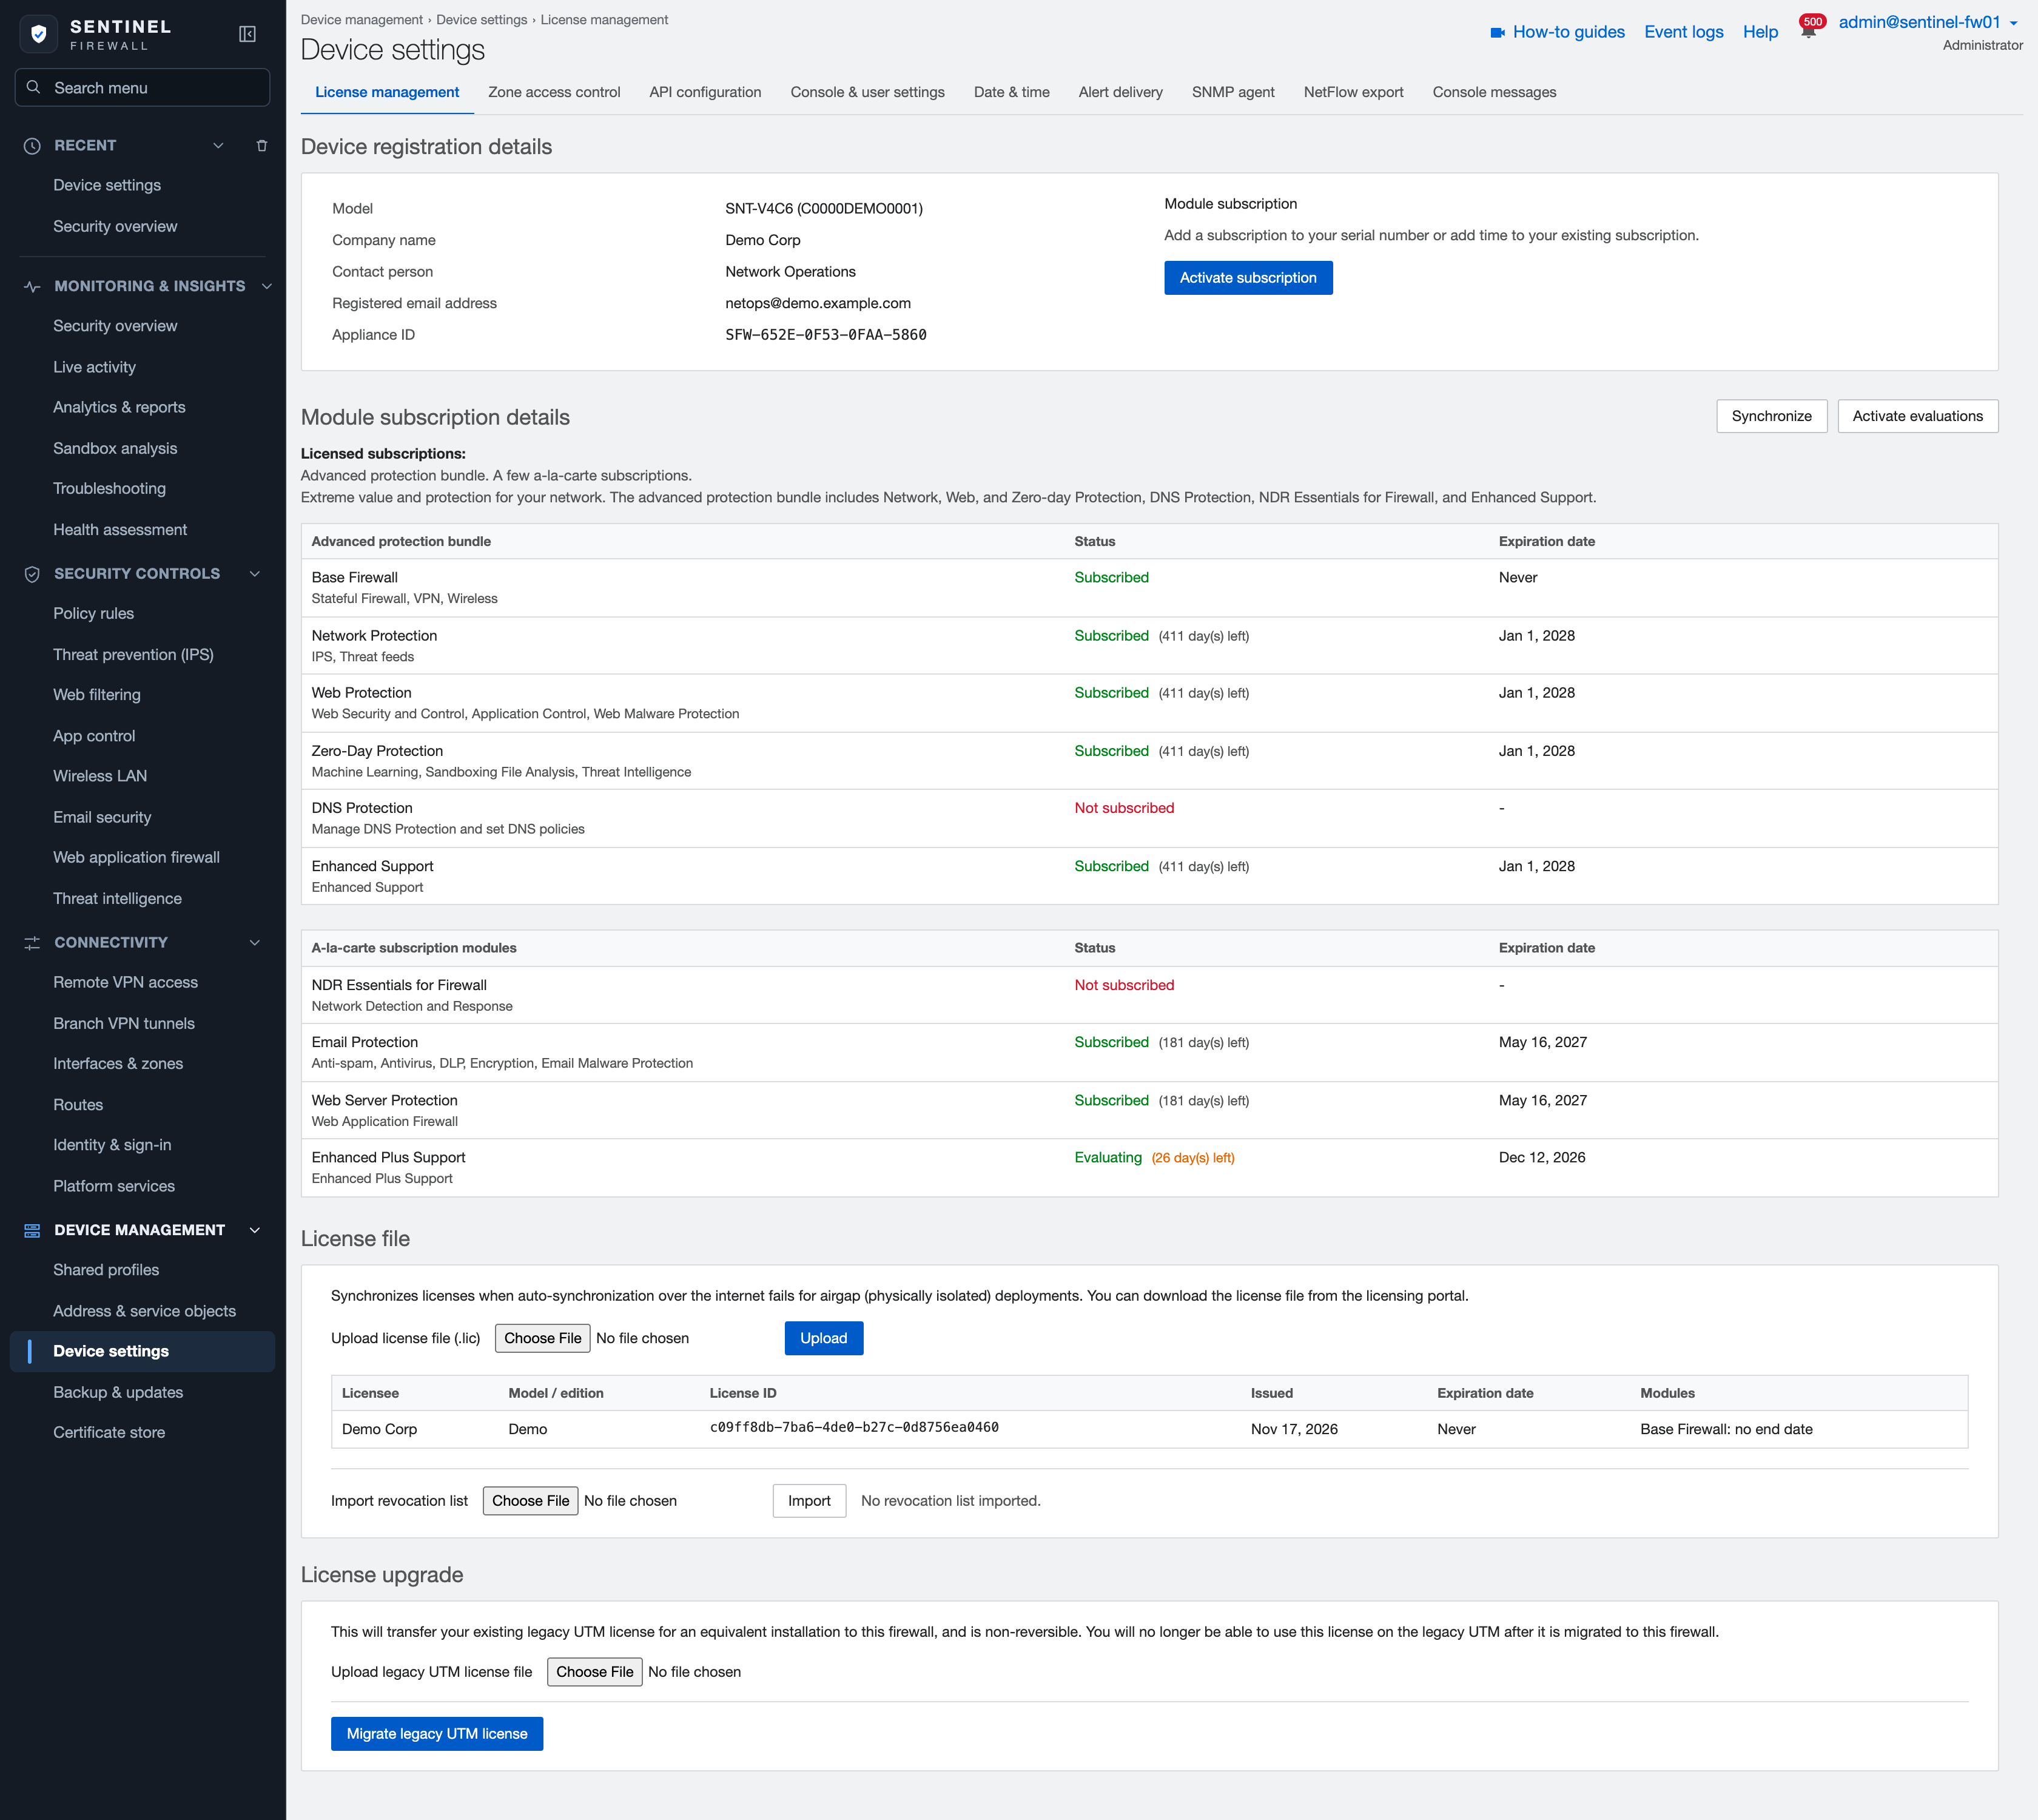 SENTINEL
FIREWALL
Search menu
RECENT
Device settings
Security overview
MONITORING & INSIGHTS
Security overview
Live activity
Analytics & reports
Sandbox analysis
Troubleshooting
Health assessment
SECURITY CONTROLS
Policy rules
Threat prevention (IPS)
Web filtering
App control
Wireless LAN
Email security
Web application firewall
Threat intelligence
CONNECTIVITY
Remote VPN access
Branch VPN tunnels
Interfaces & zones
Routes
Identity & sign-in
Platform services
DEVICE MANAGEMENT
Shared profiles
Address & service objects
Device settings
Backup & updates
Certificate store
Device management › Device settings › License management
Device settings
How-to guides Event logs Help 500 admin@sentinel-fw01
Administrator
License management Zone access control API configuration Console & user settings Date & time Alert delivery SNMP agent NetFlow export Console messages
Device registration details
Model SNT-V4C6 (C0000DEMO0001)
Company name Demo Corp
Contact person Network Operations
Registered email address netops@demo.example.com
Appliance ID SFW-652E-0F53-0FAA-5860
Module subscription
Add a subscription to your serial number or add time to your existing subscription.
Activate subscription
Module subscription details
Synchronize Activate evaluations
Licensed subscriptions:
Advanced protection bundle. A few a-la-carte subscriptions.
Extreme value and protection for your network. The advanced protection bundle includes Network, Web, and Zero-day Protection, DNS Protection, NDR Essentials for Firewall, and Enhanced Support.
Advanced protection bundle Status Expiration date
Base Firewall Subscribed Never
Stateful Firewall, VPN, Wireless
Network Protection Subscribed (411 day(s) left) Jan 1, 2028
IPS, Threat feeds
Web Protection Subscribed (411 day(s) left) Jan 1, 2028
Web Security and Control, Application Control, Web Malware Protection
Zero-Day Protection Subscribed (411 day(s) left) Jan 1, 2028
Machine Learning, Sandboxing File Analysis, Threat Intelligence
DNS Protection Not subscribed -
Manage DNS Protection and set DNS policies
Enhanced Support Subscribed (411 day(s) left) Jan 1, 2028
Enhanced Support
A-la-carte subscription modules Status Expiration date
NDR Essentials for Firewall Not subscribed -
Network Detection and Response
Email Protection Subscribed (181 day(s) left) May 16, 2027
Anti-spam, Antivirus, DLP, Encryption, Email Malware Protection
Web Server Protection Subscribed (181 day(s) left) May 16, 2027
Web Application Firewall
Enhanced Plus Support Evaluating (26 day(s) left) Dec 12, 2026
Enhanced Plus Support
License file
Synchronizes licenses when auto-synchronization over the internet fails for airgap (physically isolated) deployments. You can download the license file from the licensing portal.
Upload license file (.lic) Choose File No file chosen Upload
Licensee Model / edition License ID Issued Expiration date Modules
Demo Corp Demo c09ff8db-7ba6-4de0-b27c-0d8756ea0460 Nov 17, 2026 Never Base Firewall: no end date
Import revocation list Choose File No file chosen Import No revocation list imported.
License upgrade
This will transfer your existing legacy UTM license for an equivalent installation to this firewall, and is non-reversible. You will no longer be able to use this license on the legacy UTM after it is migrated to this firewall.
Upload legacy UTM license file Choose File No file chosen
Migrate legacy UTM license